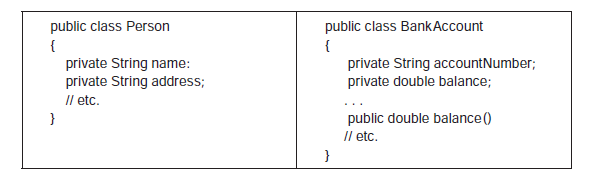 public class Person
{
private String name:
private String address;
// etc.
}
public class BankAccount
{
private String accountNumber;
private double balance;
. . .
public double balance()
// etc.
}